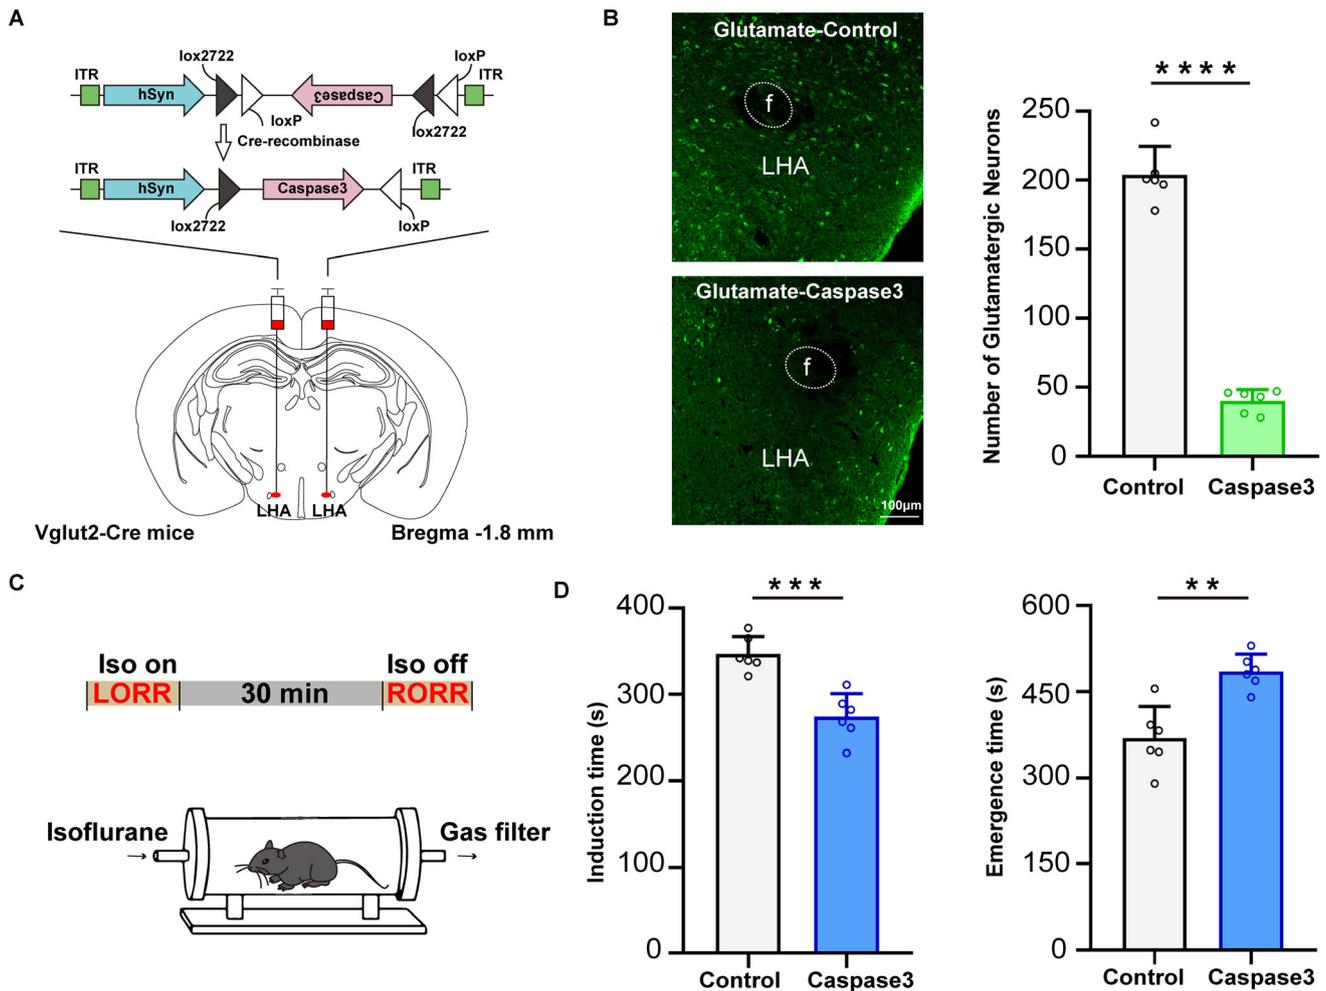 A
lox2722
loxP
ITR
ITR
hSyn
Caspase3
loxP
lox2722
Cre-recombinase
ITR
ITR
hSyn
Caspase3
lox2722
loxP
LHA
LHA
Vglut2-Cre mice
Bregma -1.8 mm
B
Glutamate-Control
f
LHA
Glutamate-Caspase3
f
LHA
100μm
****
Number of Glutamatergic Neurons
250
200
150
100
50
0
Control
Caspase3
C
Iso on
Iso off
LORR
30 min
RORR
Isoflurane
→
Gas filter
→
D
***
Induction time (s)
400
300
200
100
0
Control
Caspase3
**
Emergence time (s)
600
450
300
150
0
Control
Caspase3